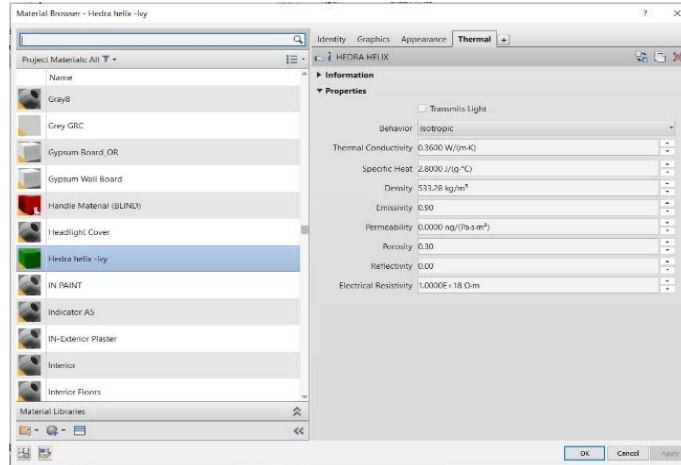 Material Browser - Hedra helix -ivy
? ×
Identity Graphics Appearance Thermal +
Project Materials: All
HEDRA HELIX
Name
Information
Properties
Gray8
Transmits Light
Grey GRC
Behavior Isotropic
Gypsum Board_OR
Thermal Conductivity 0.3600 W/(m·K)
Gypsum Wall Board
Specific Heat 2.8000 J/(g·°C)
Density 533.28 kg/m³
Handle Material (BLIND)
Emissivity 0.90
Headlight Cover
Permeability 0.0000 ng/(Pa·s·m²)
Hedra helix -ivy
Porosity 0.30
Reflectivity 0.00
IN PAINT
Electrical Resistivity 1.0000E+18 Ω·m
Indicator A5
IN-Exterior Plaster
Interior
Interior Floors
Material Libraries
OK Cancel Apply